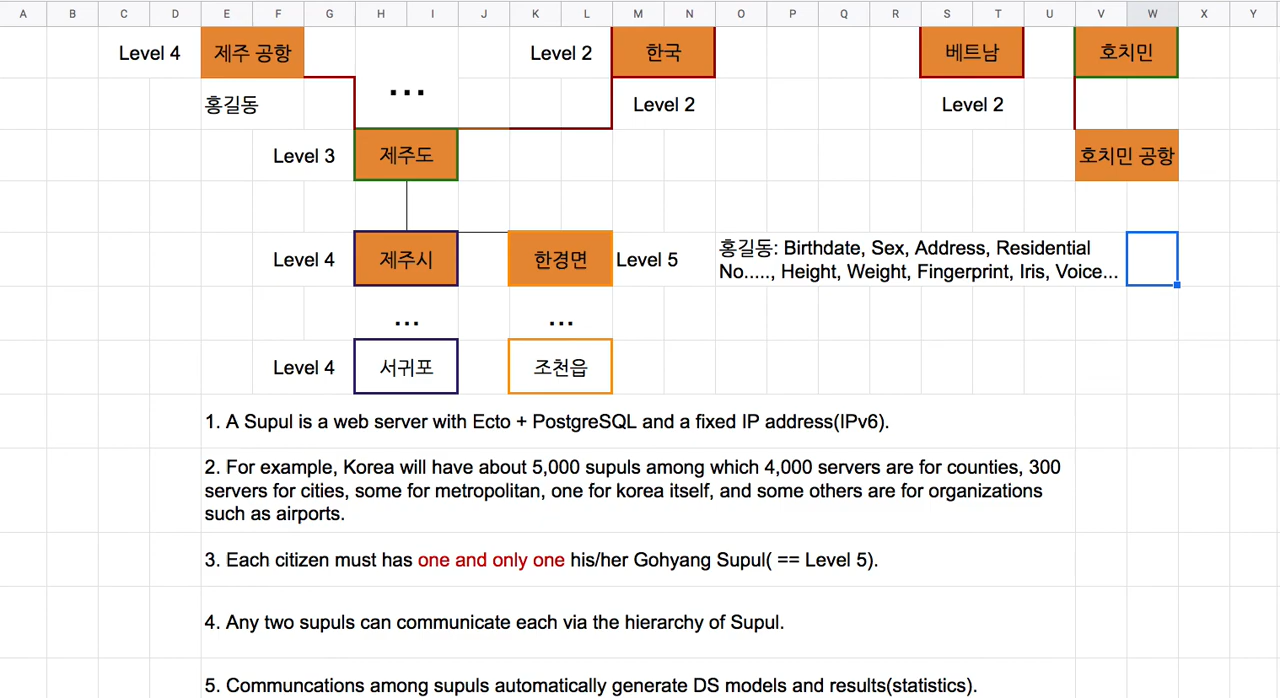 A B C D E F G H I J K L M N O P Q R S T U V W X Y
Level 4 제주 공항 Level 2 한국 베트남 호치민
홍길동 ... Level 2 Level 2
Level 3 제주도 호치민 공항
Level 4 제주시 한경면 Level 5 홍길동: Birthdate, Sex, Address, Residential
No....., Height, Weight, Fingerprint, Iris, Voice...
... ...
Level 4 서귀포 조천읍
1. A Supul is a web server with Ecto + PostgreSQL and a fixed IP address(IPv6).
2. For example, Korea will have about 5,000 supuls among which 4,000 servers are for counties, 300
servers for cities, some for metropolitan, one for korea itself, and some others are for organizations
such as airports.
3. Each citizen must has one and only one his/her Gohyang Supul( == Level 5).
4. Any two supuls can communicate each via the hierarchy of Supul.
5. Communcations among supuls automatically generate DS models and results(statistics).